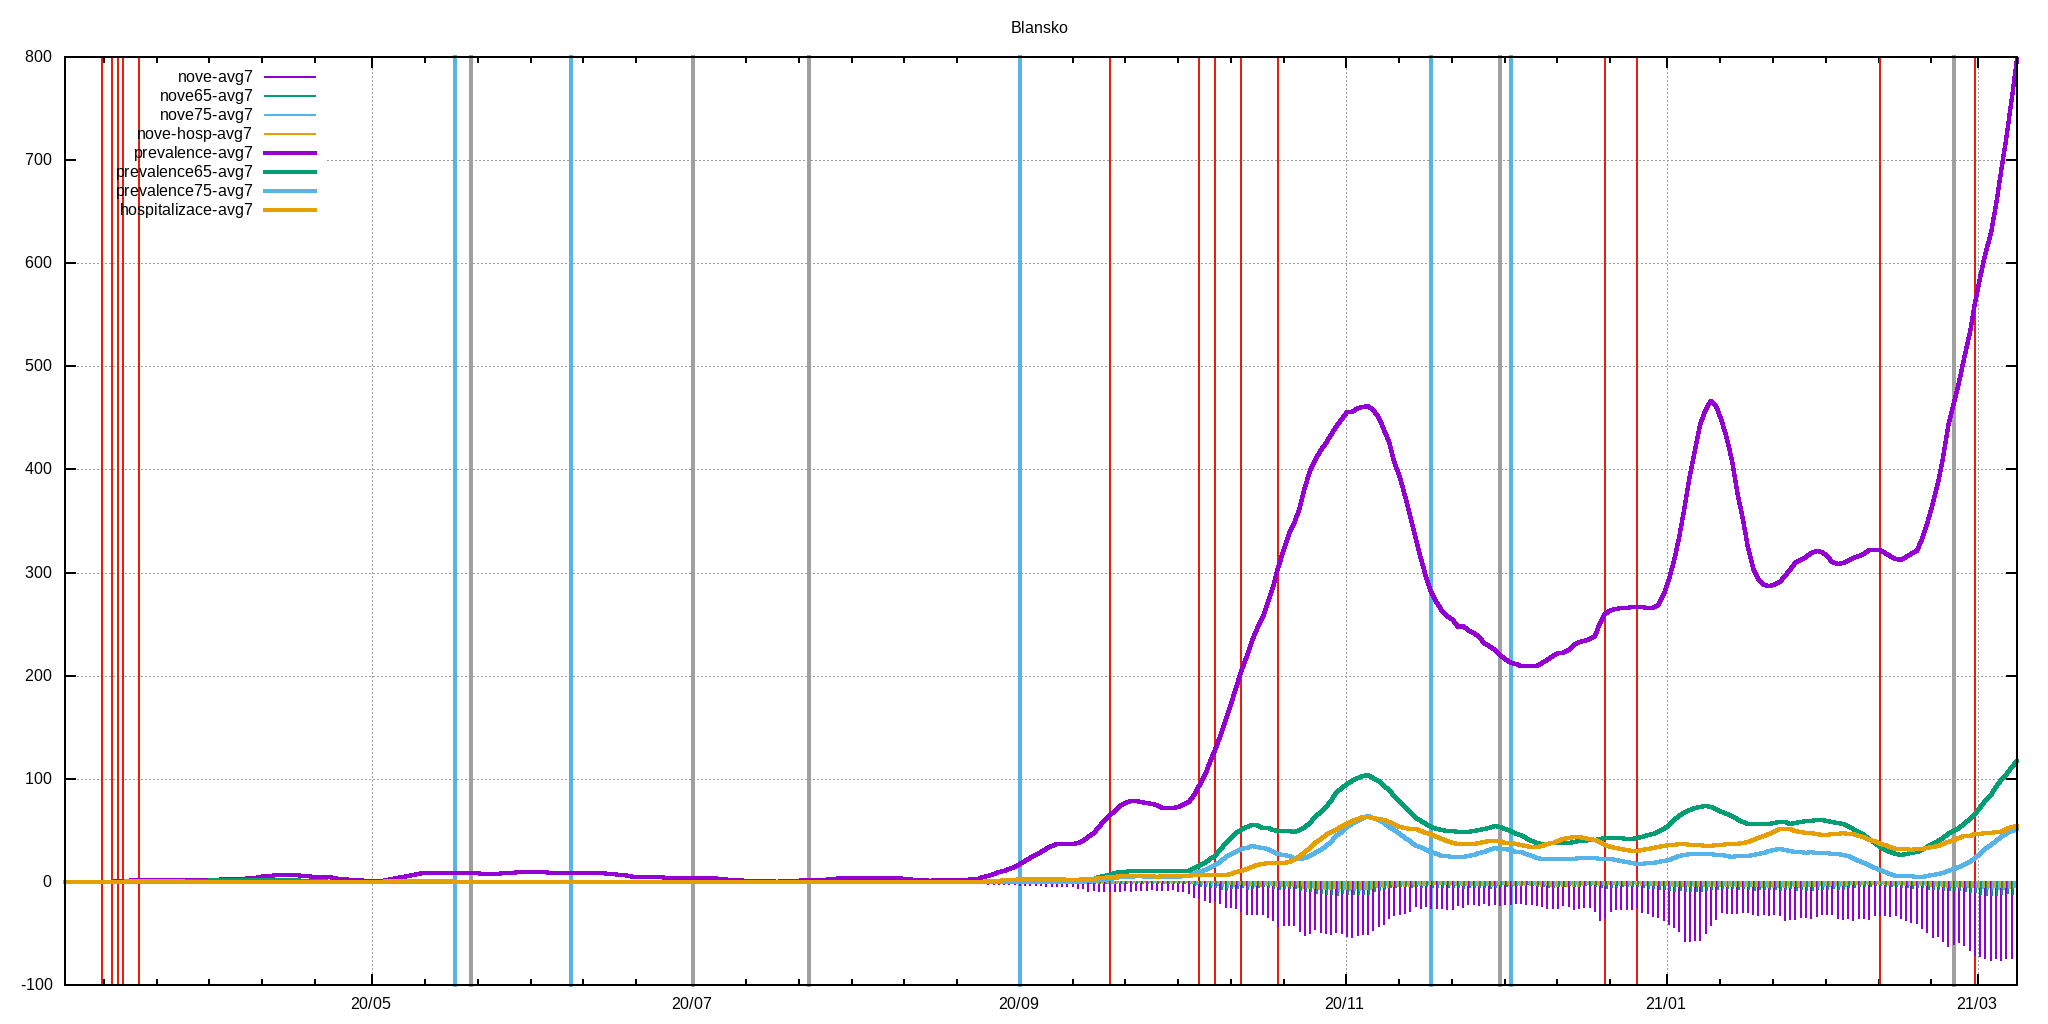 Blansko
800
700
600
500
400
300
200
100
0
-100
nove-avg7
nove65-avg7
nove75-avg7
nove-hosp-avg7
prevalence-avg7
prevalence65-avg7
prevalence75-avg7
hospitalizace-avg7
20/05
20/07
20/09
20/11
21/01
21/03